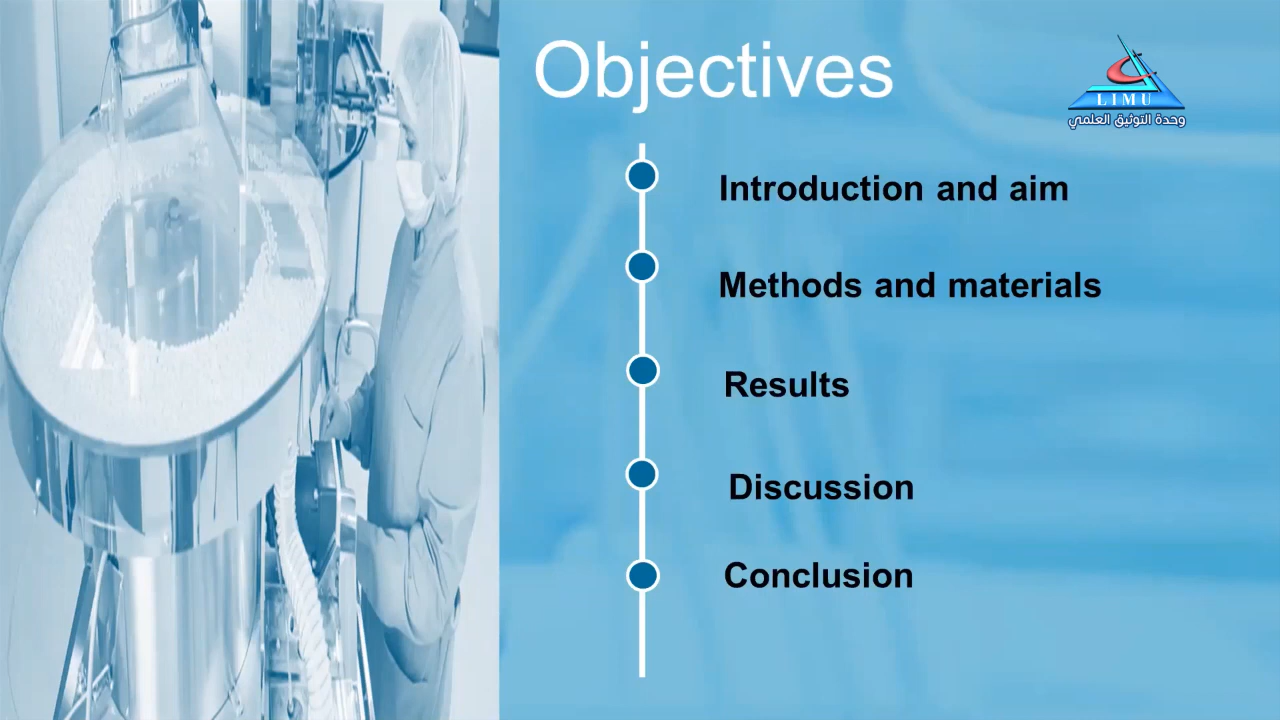 Objectives
LIMU
وحدة التوثيق العلمي
Introduction and aim
Methods and materials
Results
Discussion
Conclusion